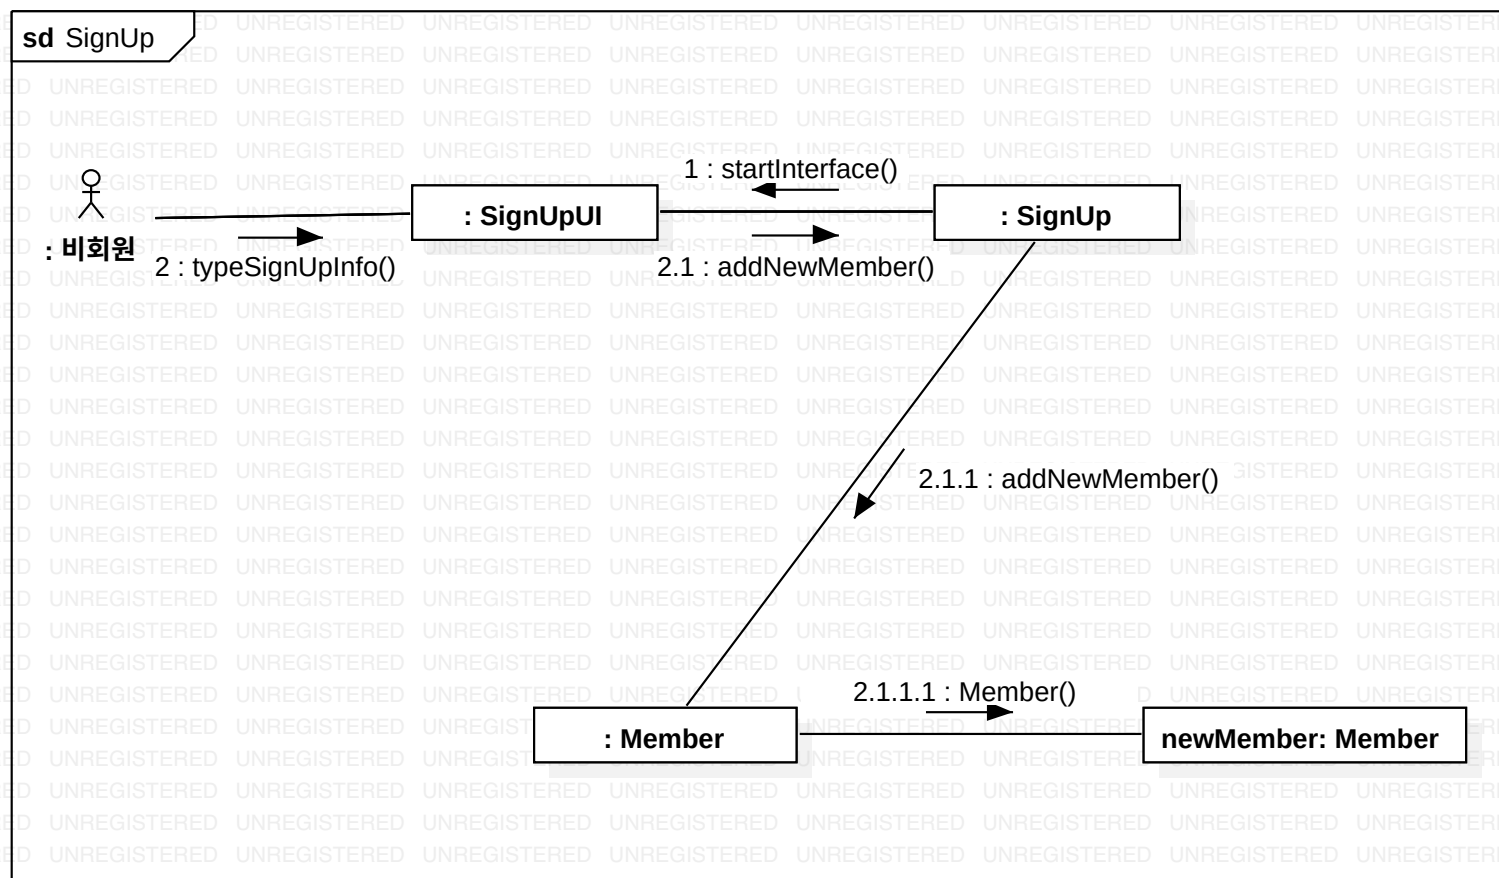 sd SignUp
1 : startInterface()
: SignUpUI
: SignUp
: 비회원
2 : typeSignUpInfo()
2.1 : addNewMember()
2.1.1 : addNewMember()
2.1.1.1 : Member()
: Member
newMember: Member
UNREGISTERED